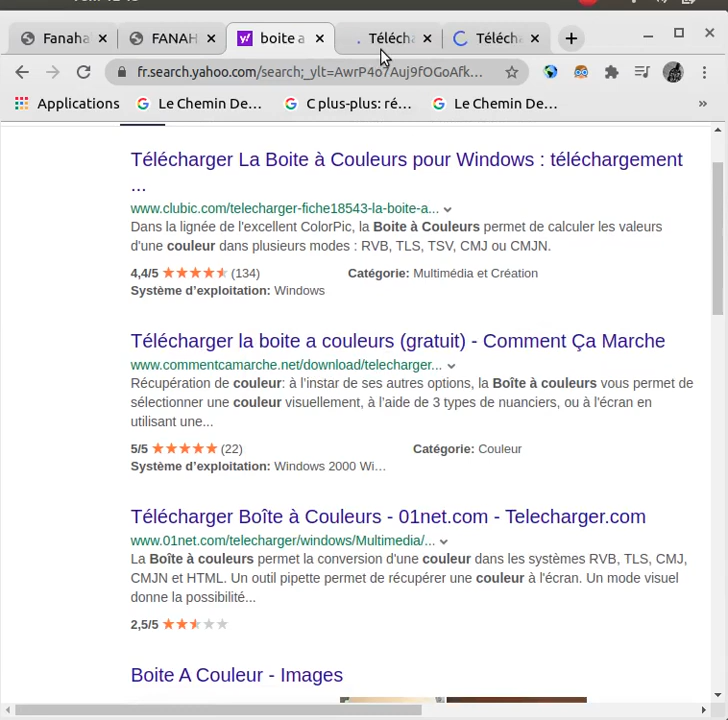 Fanaha
FANAH
boite a
Téléch
Téléch
fr.search.yahoo.com/search;_ylt=AwrP4o7Auj9fOGoAfk...
Applications
Le Chemin De...
C plus-plus: ré...
Le Chemin De...
»
Télécharger La Boite à Couleurs pour Windows : téléchargement
...
www.clubic.com/telecharger-fiche18543-la-boite-a...
Dans la lignée de l'excellent ColorPic, la Boite à Couleurs permet de calculer les valeurs
d'une couleur dans plusieurs modes : RVB, TLS, TSV, CMJ ou CMJN.
4,4/5 (134) Catégorie: Multimédia et Création
Système d'exploitation: Windows
Télécharger la boite a couleurs (gratuit) - Comment Ça Marche
www.commentcamarche.net/download/telecharger...
Récupération de couleur: à l'instar de ses autres options, la Boîte à couleurs vous permet de
sélectionner une couleur visuellement, à l'aide de 3 types de nuanciers, ou à l'écran en
utilisant une...
5/5 (22) Catégorie: Couleur
Système d'exploitation: Windows 2000 Wi...
Télécharger Boîte à Couleurs - 01net.com - Telecharger.com
www.01net.com/telecharger/windows/Multimedia/...
La Boîte à couleurs permet la conversion d'une couleur dans les systèmes RVB, TLS, CMJ,
CMJN et HTML. Un outil pipette permet de récupérer une couleur à l'écran. Un mode visuel
donne la possibilité...
2,5/5
Boite A Couleur - Images